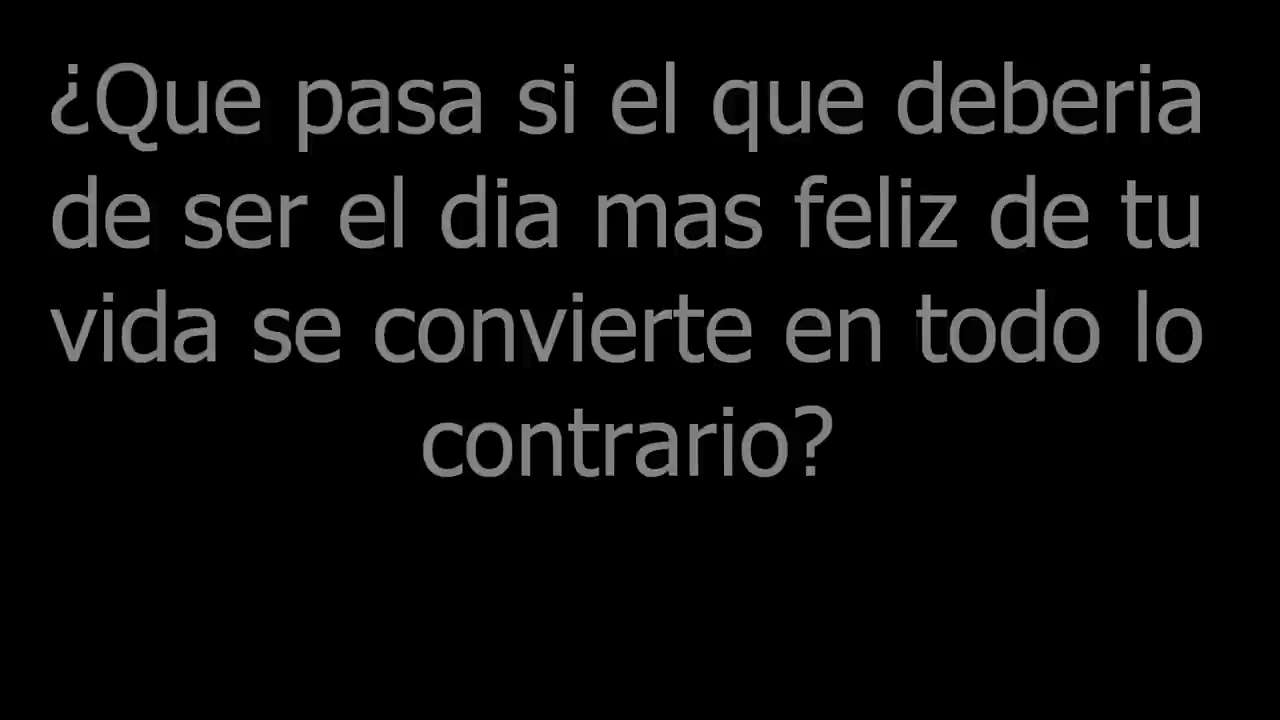 ¿Que pasa si el que deberia
de ser el dia mas feliz de tu
vida se convierte en todo lo
contrario?